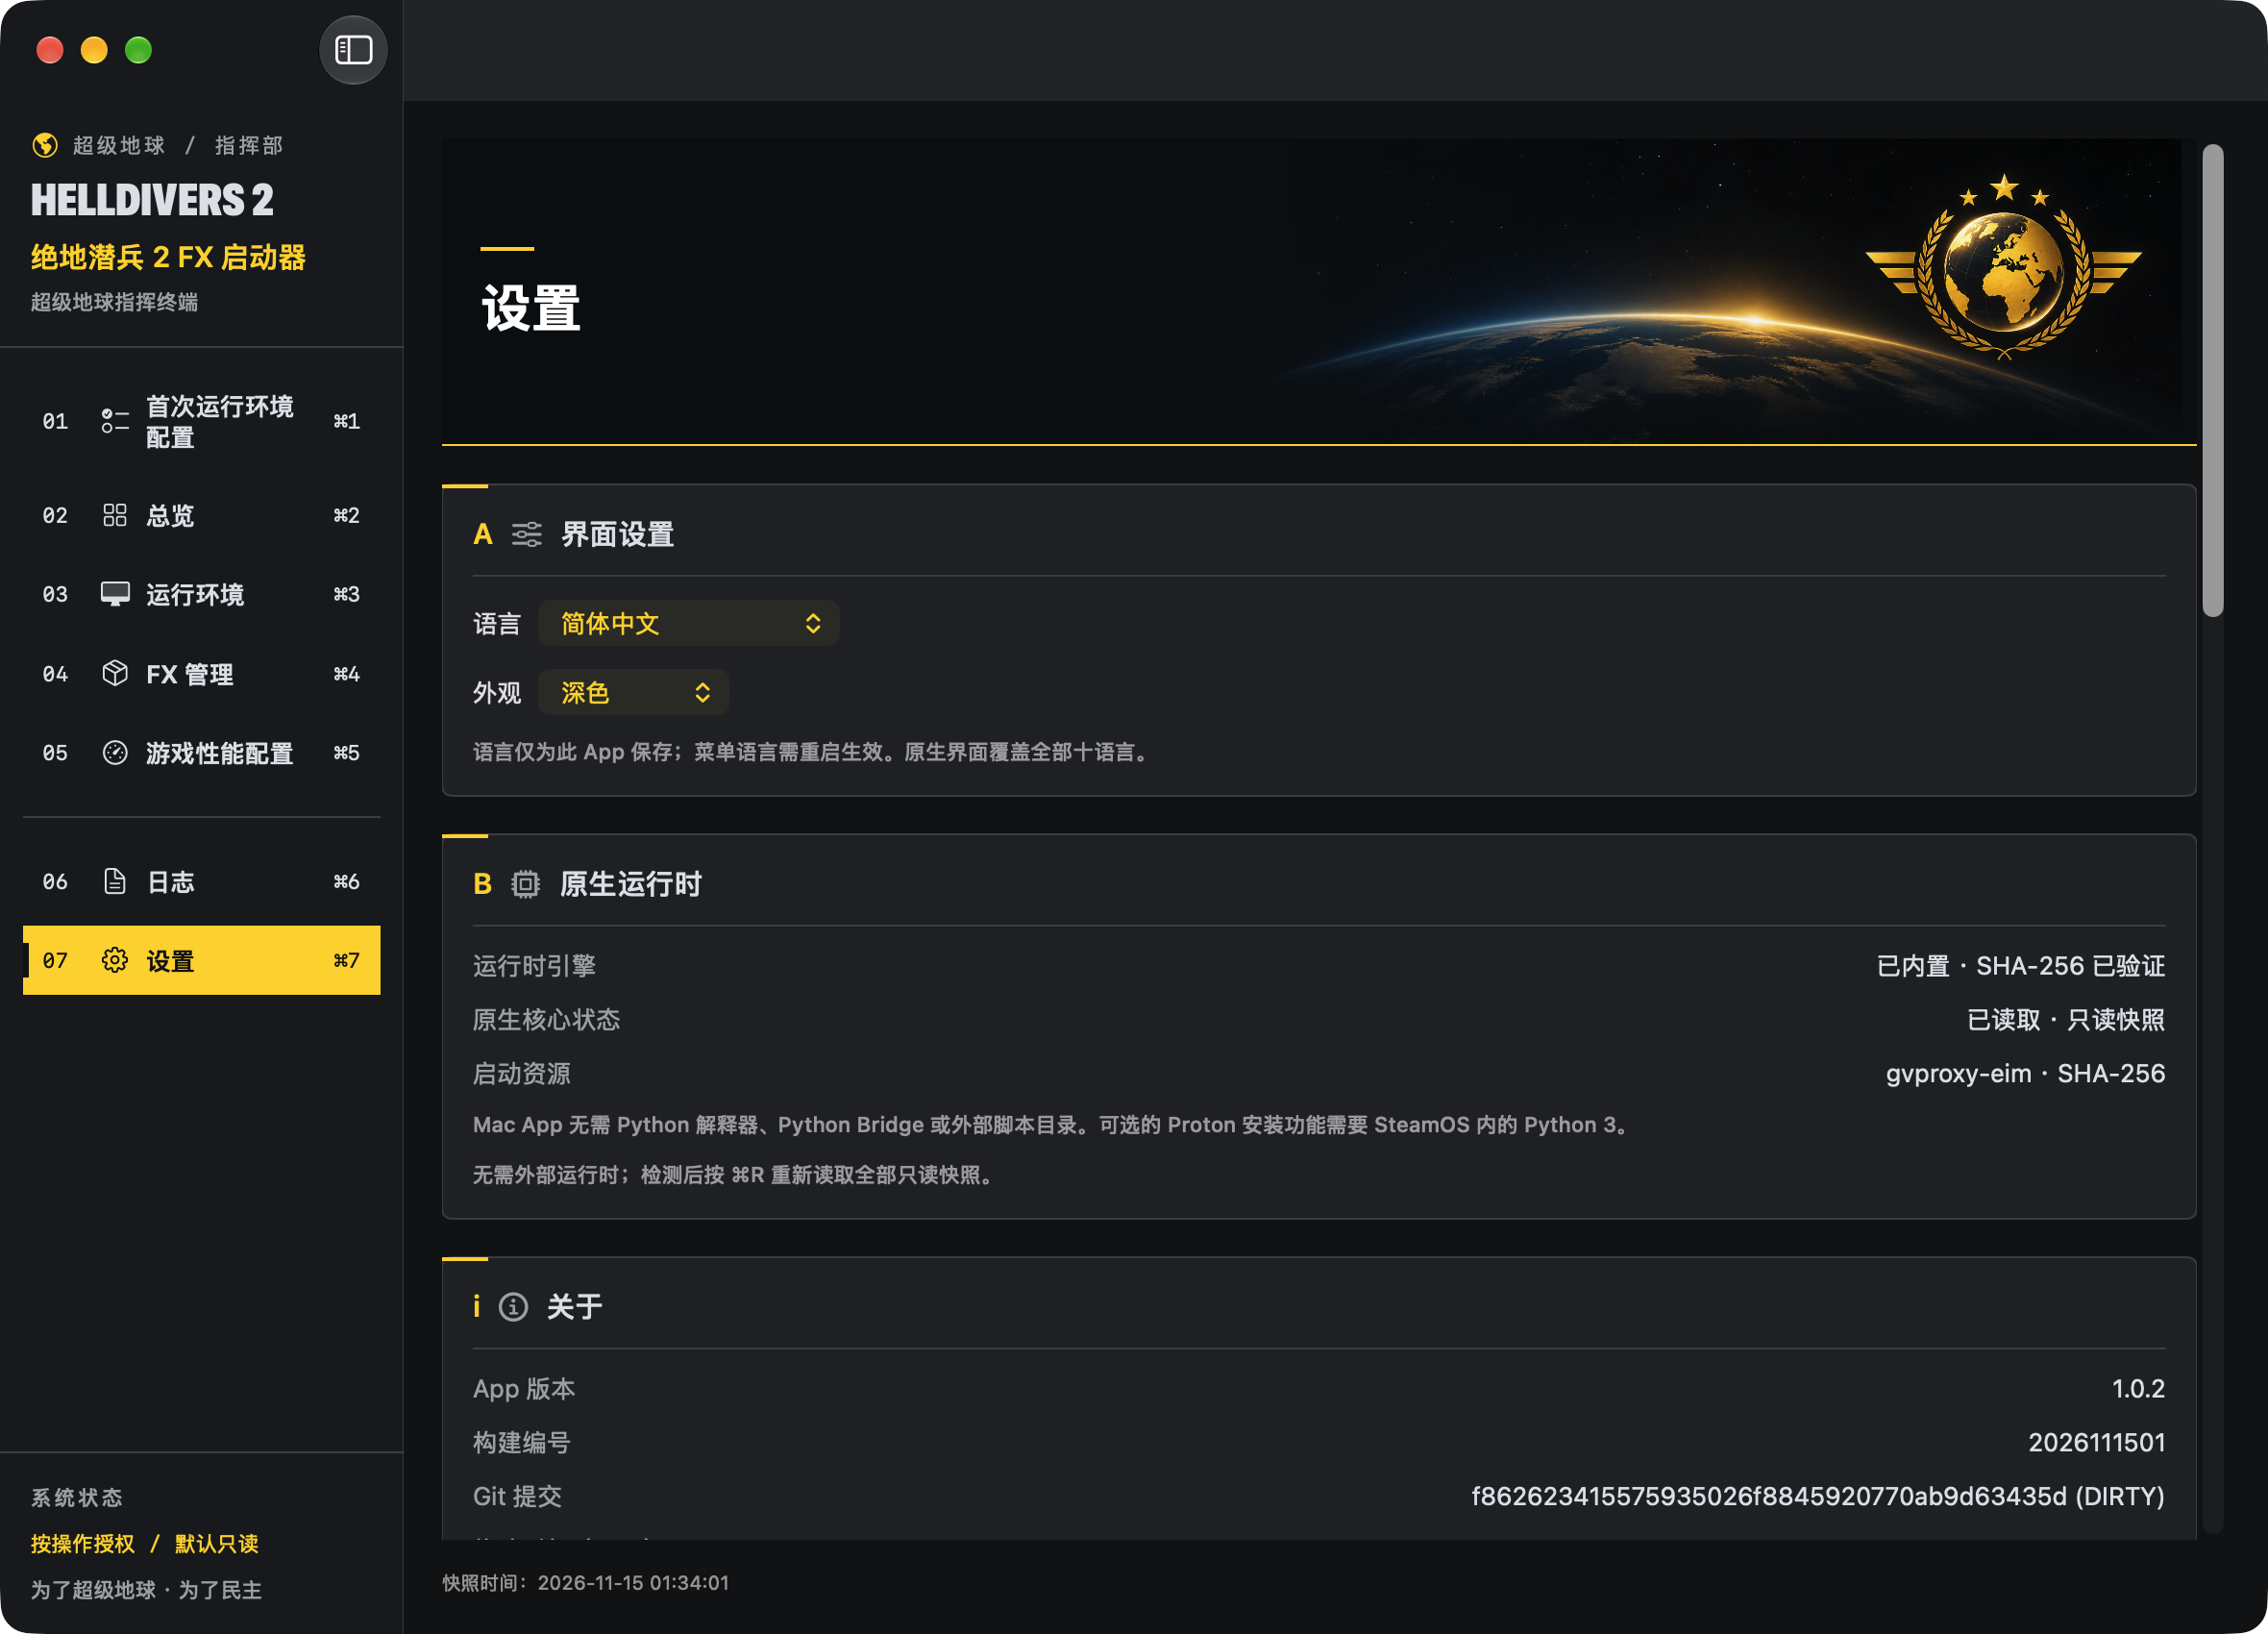 超级地球 / 指挥部
HELLDIVERS 2
绝地潜兵 2 FX 启动器
超级地球指挥终端
01 首次运行环境配置 ⌘1
02 总览 ⌘2
03 运行环境 ⌘3
04 FX 管理 ⌘4
05 游戏性能配置 ⌘5
06 日志 ⌘6
07 设置 ⌘7
系统状态
按操作授权 / 默认只读
为了超级地球 · 为了民主
设置
A 界面设置
语言 简体中文
外观 深色
语言仅为此 App 保存；菜单语言需重启生效。原生界面覆盖全部十语言。
B 原生运行时
运行时引擎 已内置 · SHA-256 已验证
原生核心状态 已读取 · 只读快照
启动资源 gvproxy-eim · SHA-256
Mac App 无需 Python 解释器、Python Bridge 或外部脚本目录。可选的 Proton 安装功能需要 SteamOS 内的 Python 3。
无需外部运行时；检测后按 ⌘R 重新读取全部只读快照。
i 关于
App 版本 1.0.2
构建编号 2026111501
Git 提交 f862623415575935026f8845920770ab9d63435d (DIRTY)
快照时间：2026-11-15 01:34:01